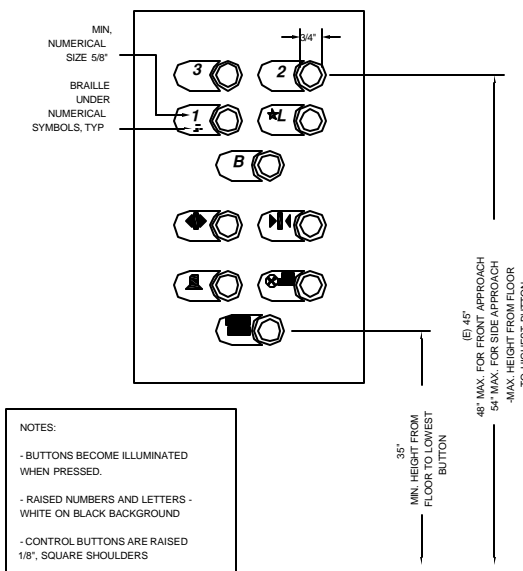 MIN,
NUMERICAL
SIZE 5/8"
BRAILLE
UNDER
NUMERICAL
SYMBOLS, TYP
3/4"
3
2
1
★L
B
(E) 45"
48" MAX. FOR FRONT APPROACH
54" MAX. FOR SIDE APPROACH
-MAX. HEIGHT FROM FLOOR
TO HIGHEST BUTTON
35"
MIN. HEIGHT FROM
FLOOR TO LOWEST
BUTTON
NOTES:
- BUTTONS BECOME ILLUMINATED
WHEN PRESSED.
- RAISED NUMBERS AND LETTERS -
WHITE ON BLACK BACKGROUND
- CONTROL BUTTONS ARE RAISED
1/8", SQUARE SHOULDERS